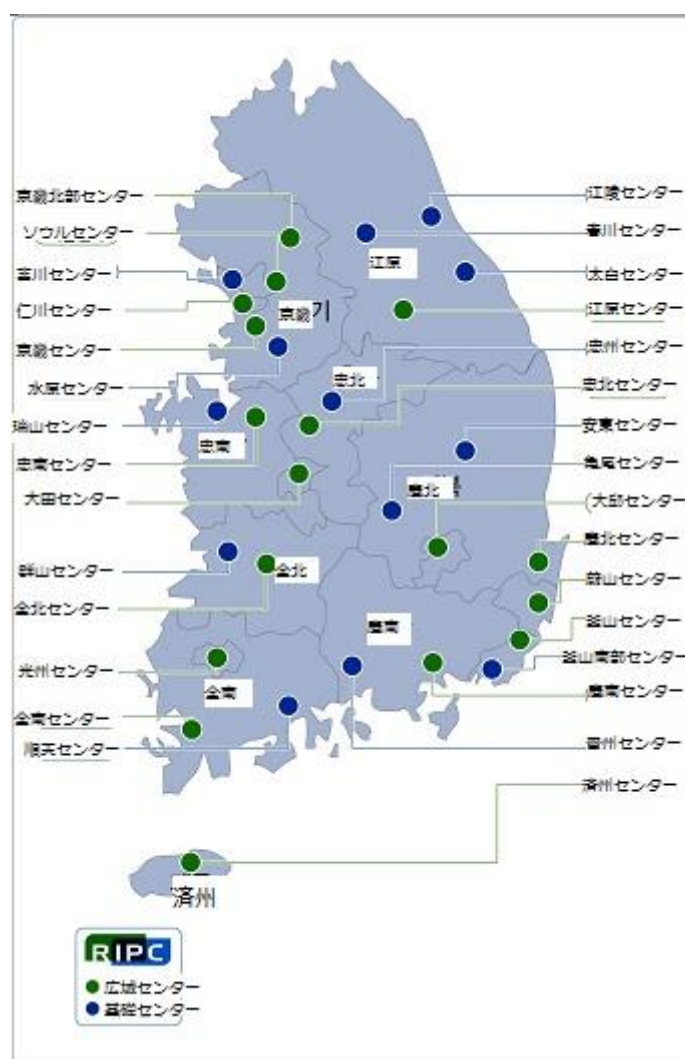 京畿北部センター
ソウルセンター
富川センター
仁川センター
京畿センター
水原センター
瑞山センター
忠南センター
大田センター
群山センター
全北センター
光州センター
全南センター
順天センター
江陵センター
春川センター
太白センター
江原センター
忠州センター
忠北センター
安東センター
亀尾センター
大邱センター
慶北センター
蔚山センター
釜山センター
釜山南部センター
慶南センター
晋州センター
済州センター
江原
京畿기
忠北
忠南
慶北
全北
慶南
全南
済州
RIPC
広域センター
基礎センター